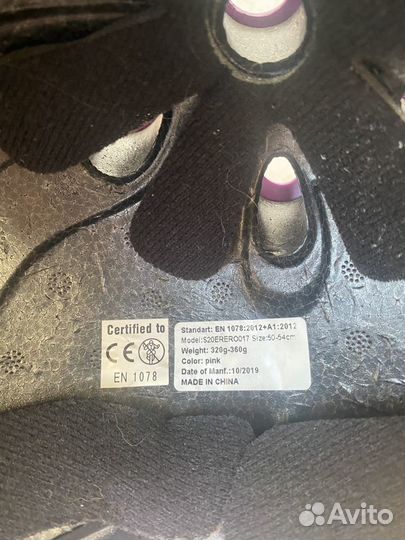 Certified to
CE
EN 1078
Standart: EN 1078:2012+A1:2012
Model:S20ERERO017 Size:50-54cm
Weight: 320g-360g
Color: pink
Date of Manf.:10/2019
MADE IN CHINA
Avito